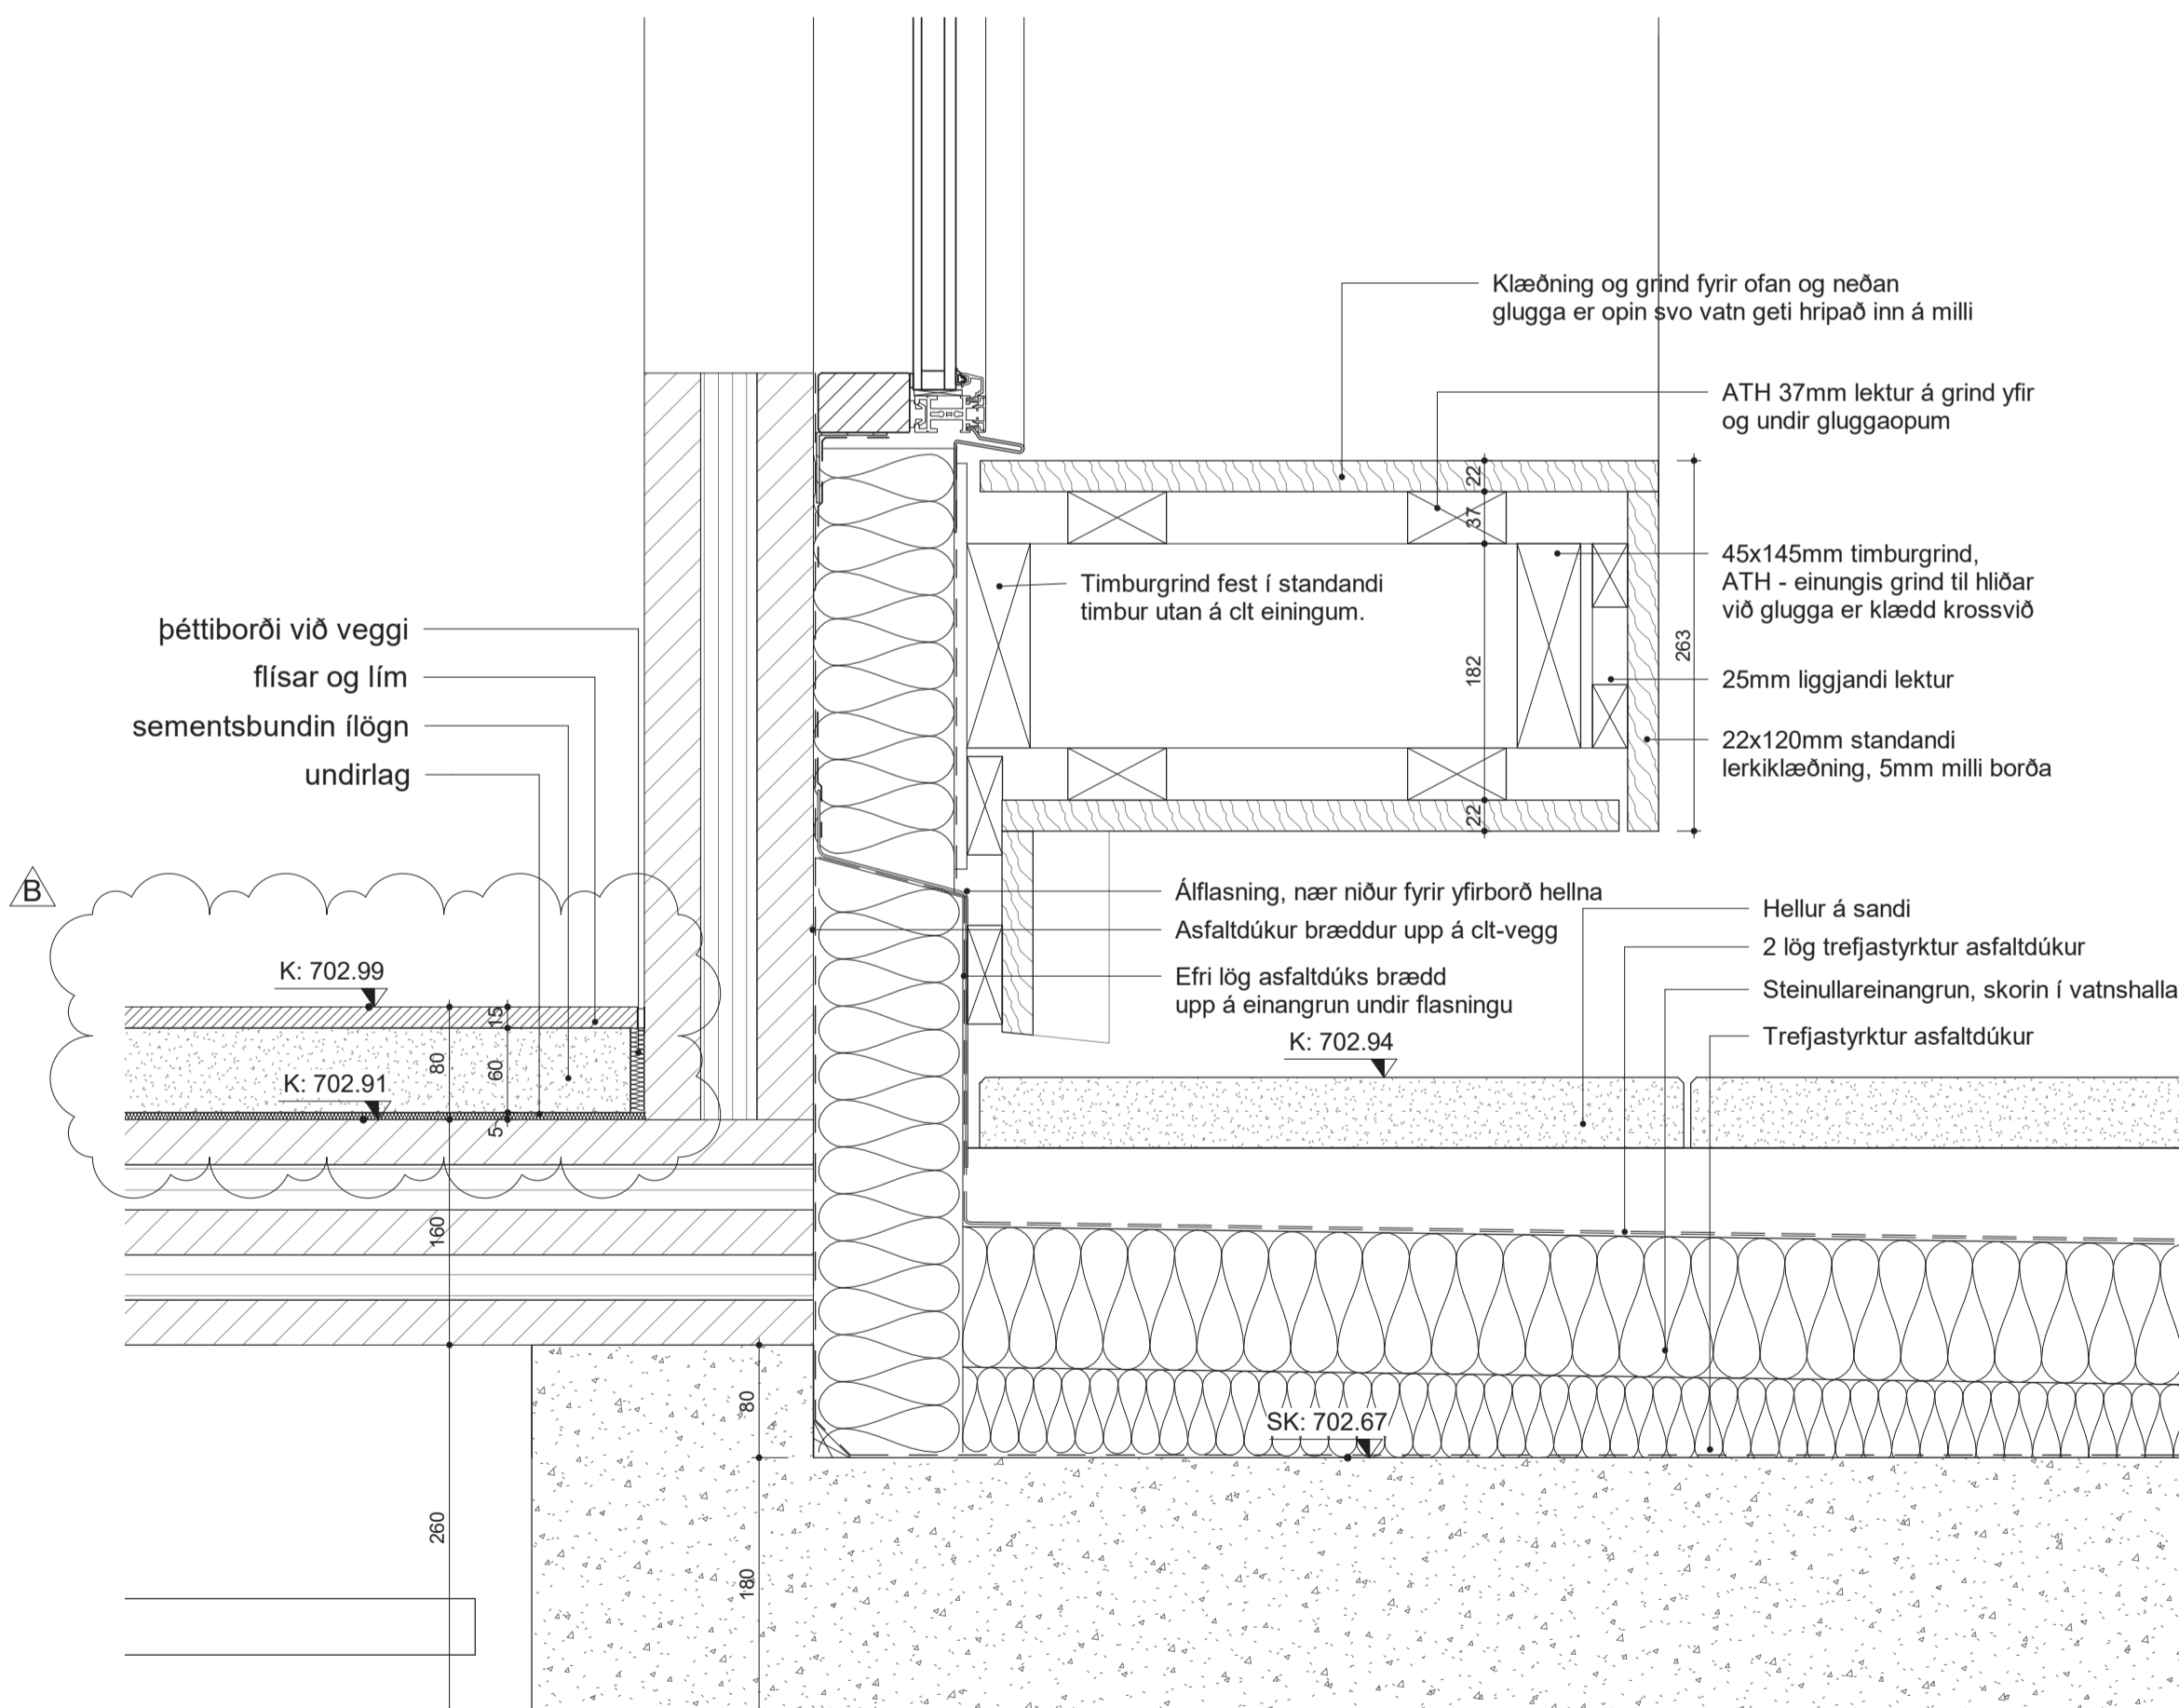 Klæðning og grind fyrir ofan og neðan
glugga er opin svo vatn geti hripað inn á milli
ATH 37mm lektur á grind yfir
og undir gluggaopum
22
37
182
22
263
45x145mm timburgrind,
ATH - einungis grind til hliðar
við glugga er klædd krossvið
Timburgrind fest í standandi
timbur utan á clt einingum.
25mm liggjandi lektur
22x120mm standandi
lerkiklæðning, 5mm milli borða
þéttiborði við veggi
flísar og lím
sementsbundin ílögn
undirlag
B
Álflasning, nær niður fyrir yfirborð hellna
Asfaltdúkur bræddur upp á clt-vegg
Efri lög asfaltdúks brædd
upp á einangrun undir flasningu
Hellur á sandi
2 lög trefjastyrktur asfaltdúkur
Steinullareinangrun, skorin í vatnshalla
Trefjastyrktur asfaltdúkur
K: 702.99
K: 702.91
K: 702.94
15
80
60
5
160
80
SK: 702.67
260
180